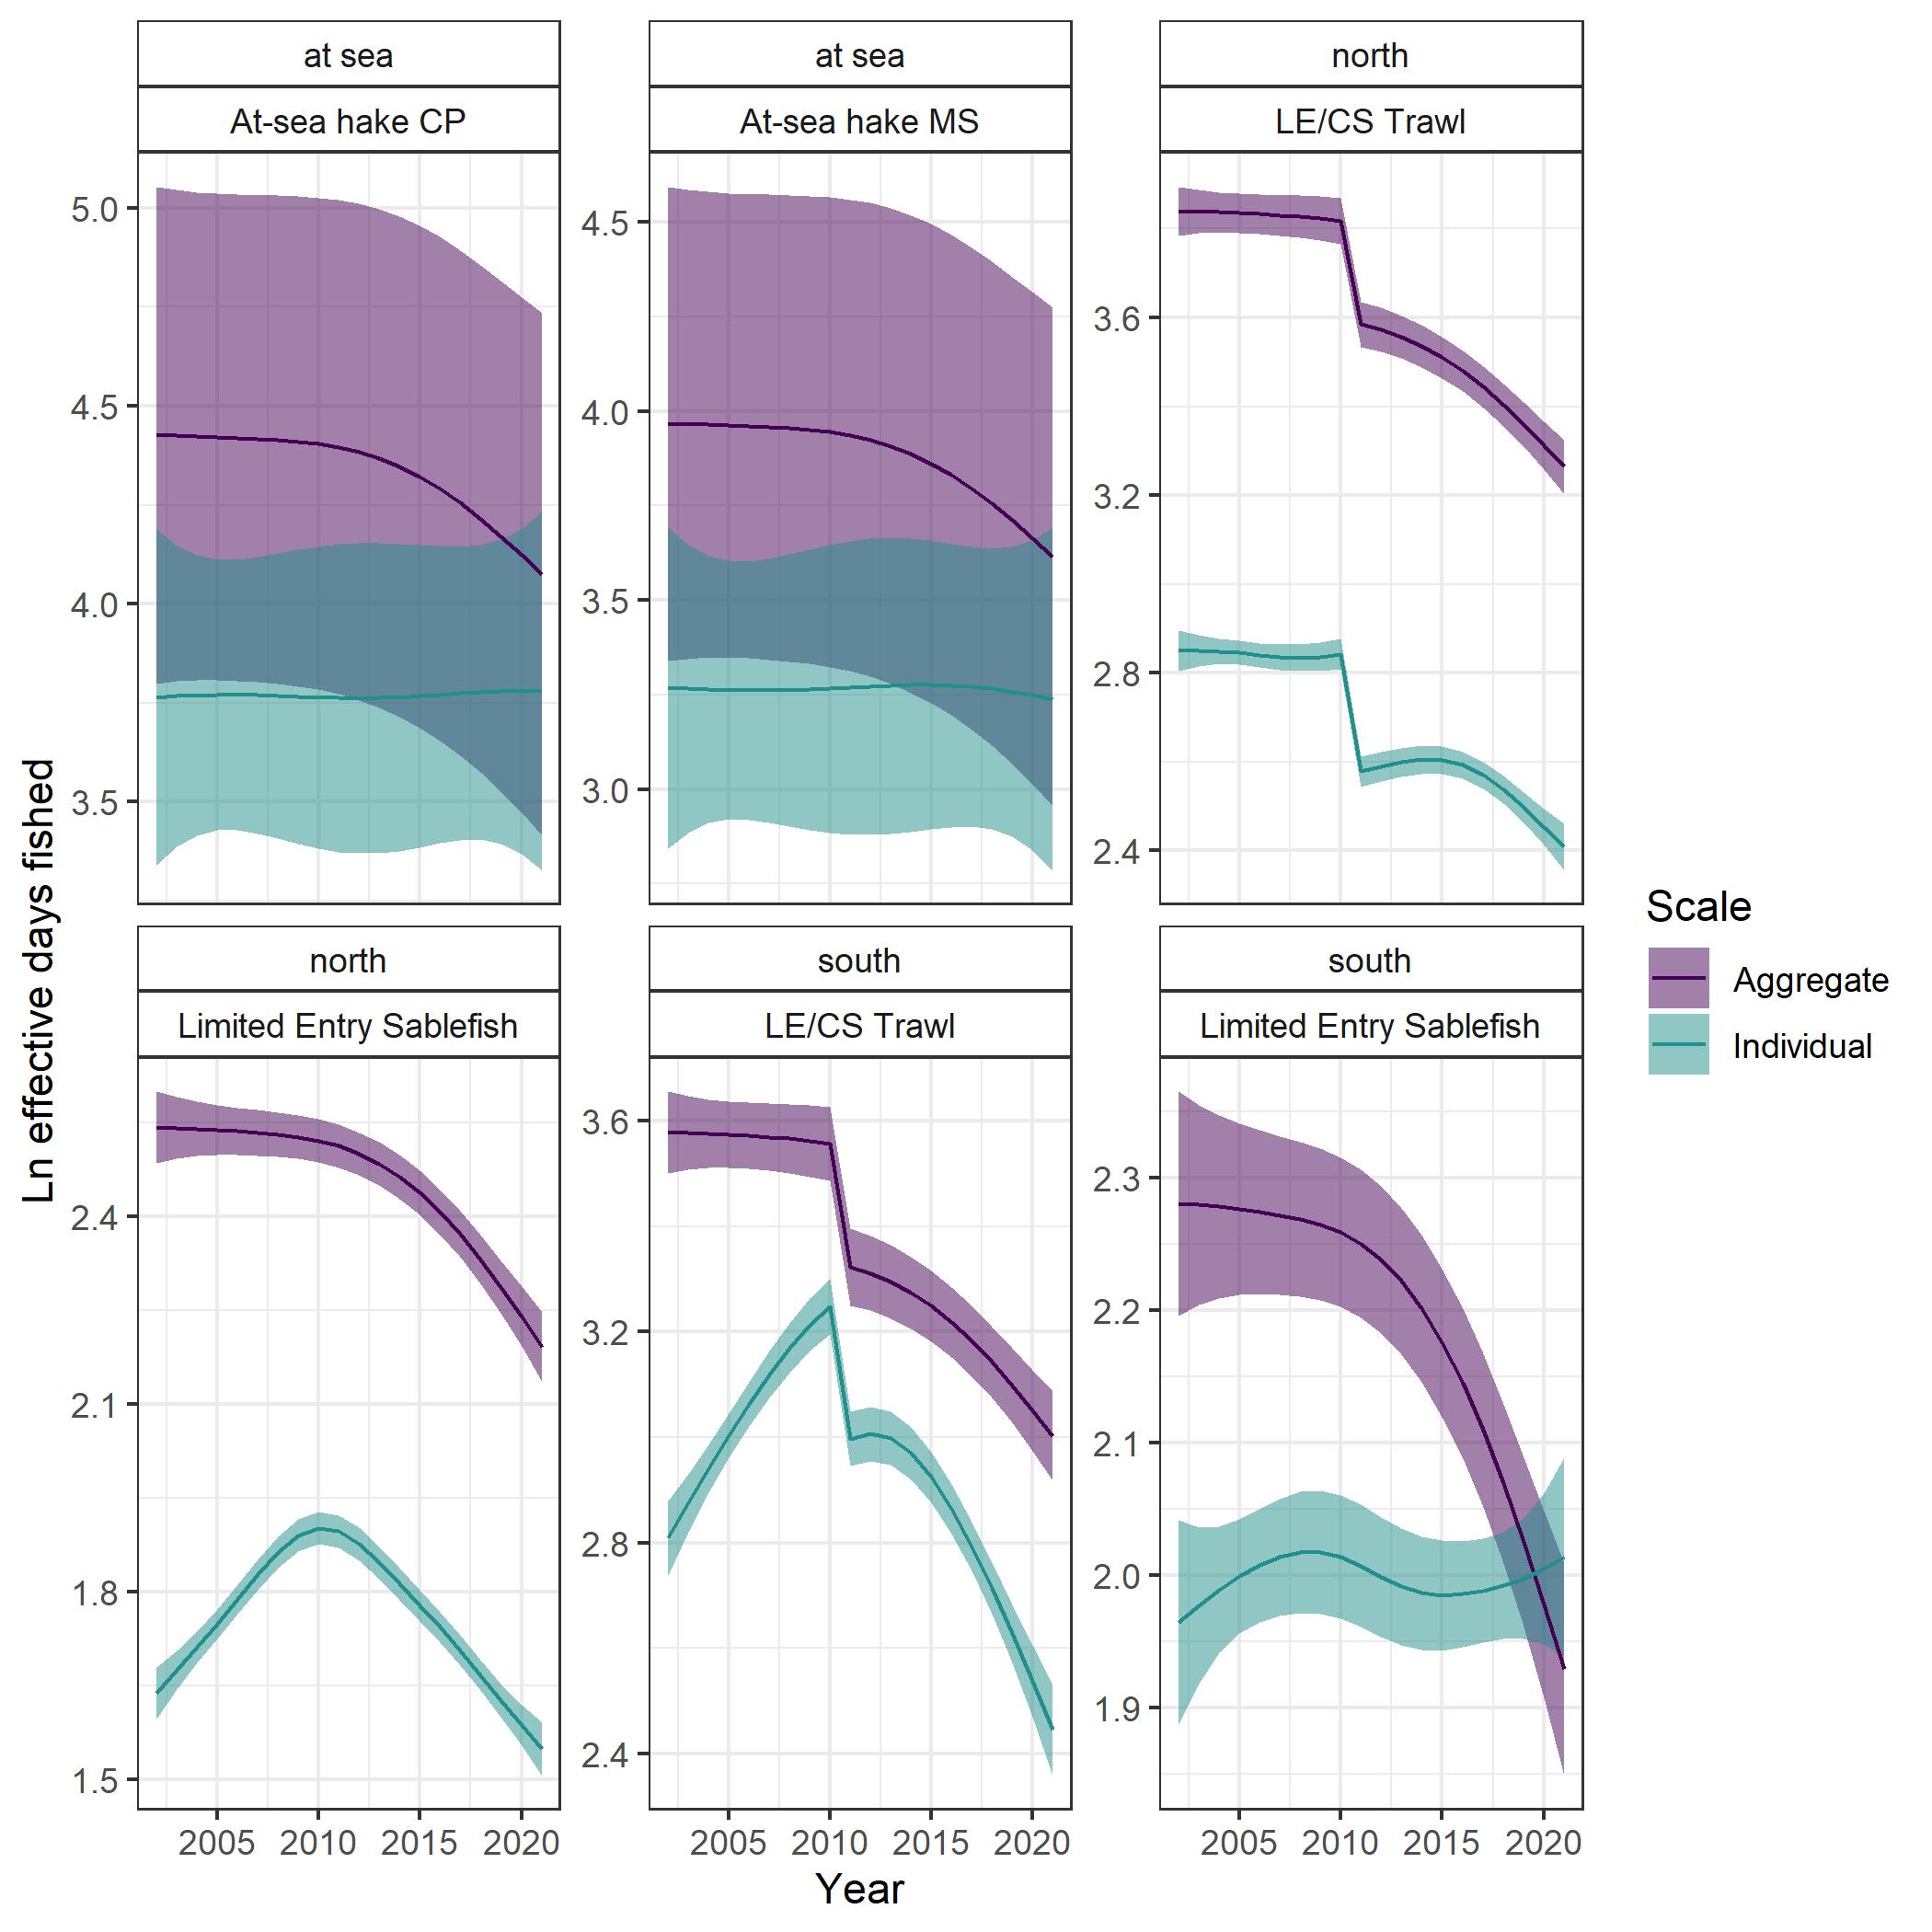 at sea
At-sea hake CP
5.0
4.5
4.0
3.5
at sea
At-sea hake MS
4.5
4.0
3.5
3.0
north
LE/CS Trawl
3.6
3.2
2.8
2.4
north
Limited Entry Sablefish
2.4
2.1
1.8
1.5
2005 2010 2015 2020
south
LE/CS Trawl
3.6
3.2
2.8
2.4
2005 2010 2015 2020
south
Limited Entry Sablefish
2.3
2.2
2.1
2.0
1.9
2005 2010 2015 2020
Ln effective days fished
Year
Scale
Aggregate
Individual